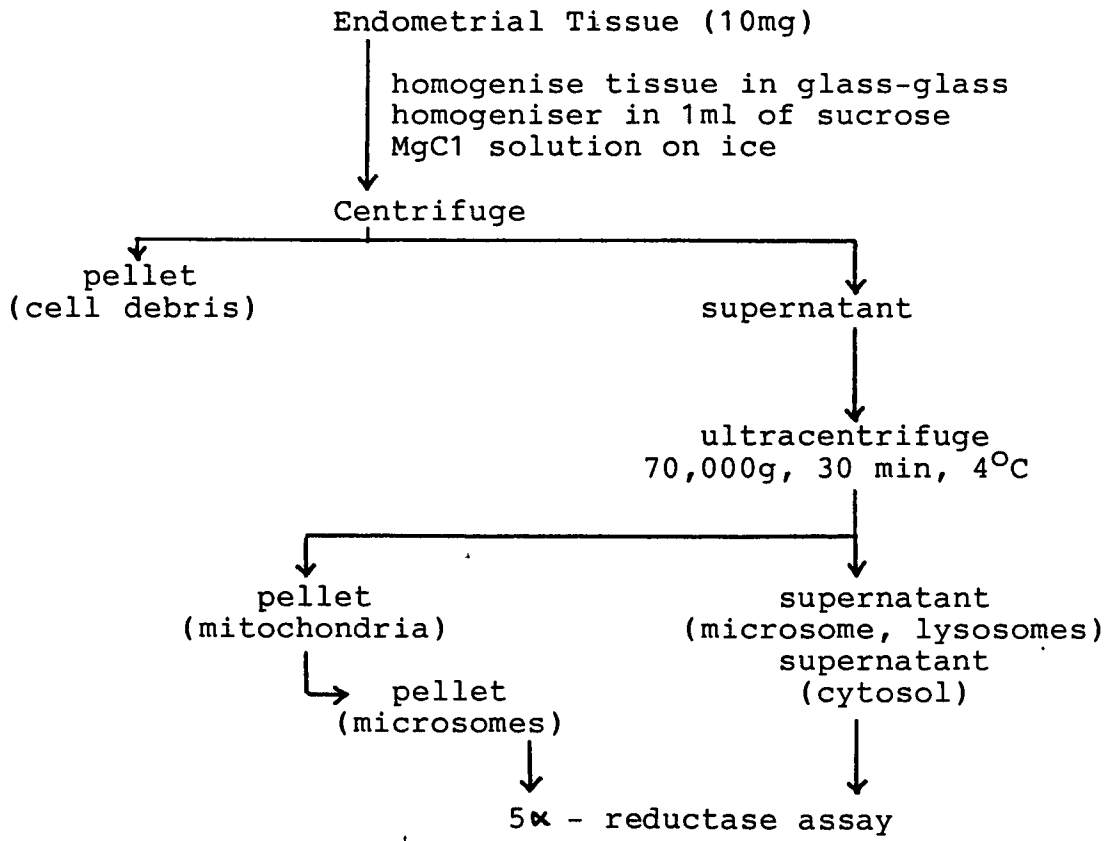 Endometrial Tissue (10mg)
homogenise tissue in glass-glass
homogeniser in 1ml of sucrose
MgCl solution on ice
Centrifuge
pellet
(cell debris)
supernatant
ultracentrifuge
70,000g, 30 min, 4°C
pellet
(mitochondria)
supernatant
(microsome, lysosomes)
supernatant
(cytosol)
pellet
(microsomes)
5∝ - reductase assay